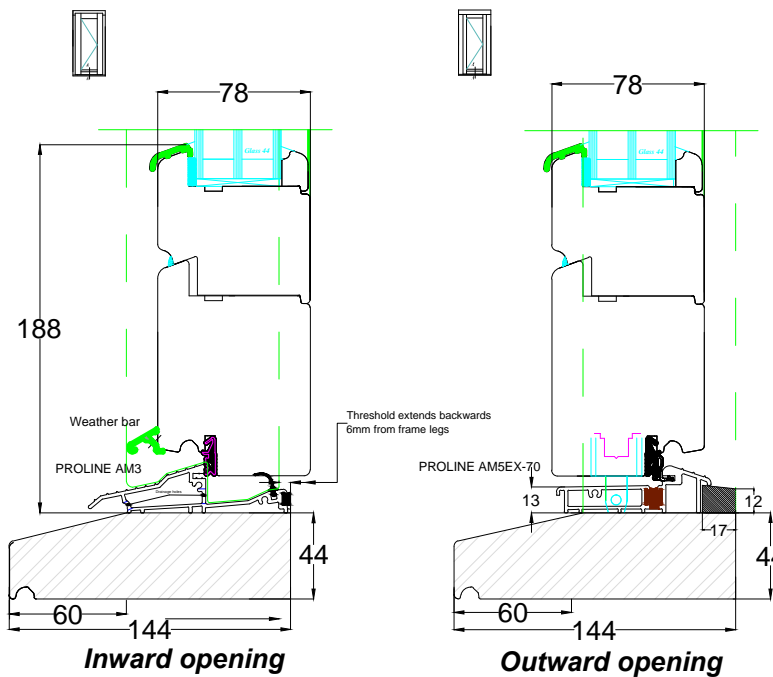 78
Glass 44
188
Weather bar
Threshold extends backwards
6mm from frame legs
PROLINE AM3
Drainage holes
44
60
144
Inward opening
78
Glass 44
PROLINE AM5EX-70
13
12
17
44
60
144
Outward opening